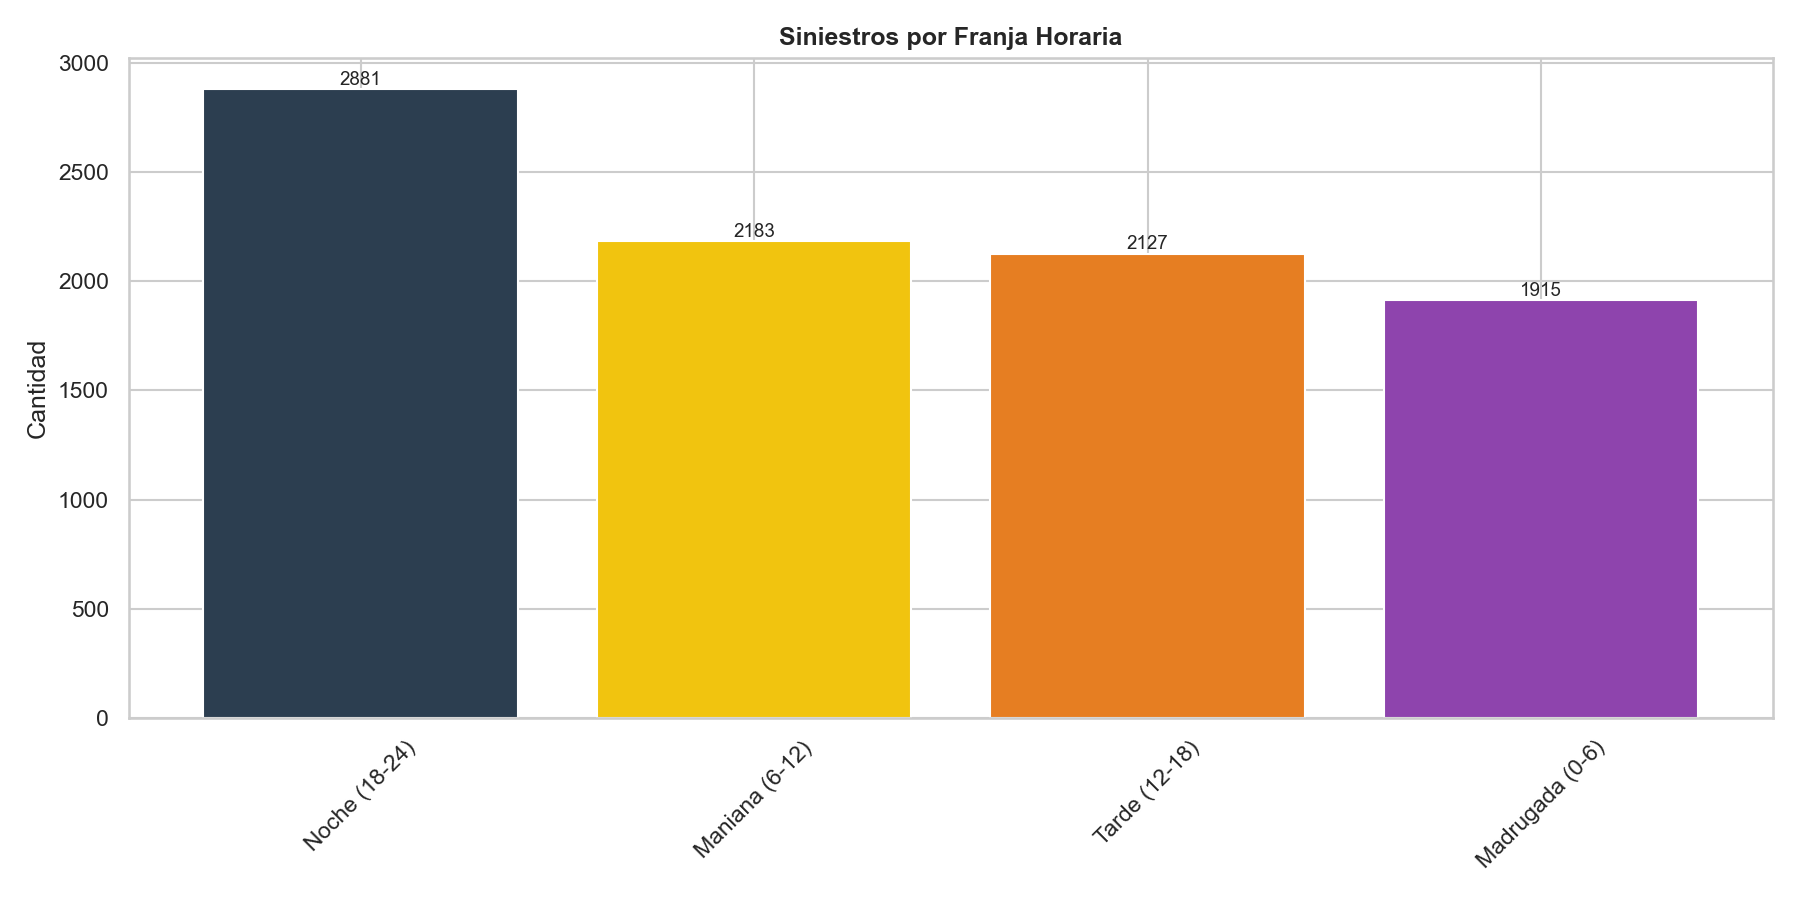 Siniestros por Franja Horaria
Cantidad
3000
2500
2000
1500
1000
500
0
2881
2183
2127
1915
Noche (18-24)
Maniana (6-12)
Tarde (12-18)
Madrugada (0-6)